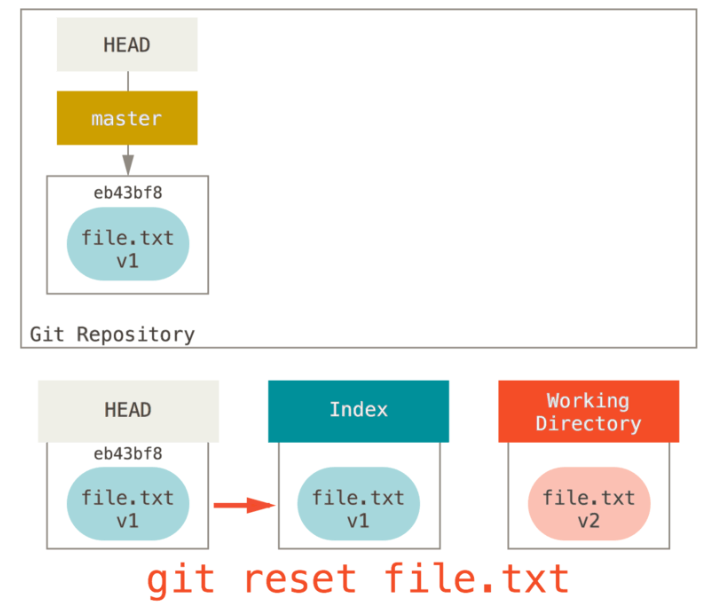 HEAD
master
eb43bf8
file.txt
v1
Git Repository
HEAD
eb43bf8
file.txt
v1
Index
file.txt
v1
Working
Directory
file.txt
v2
git reset file.txt